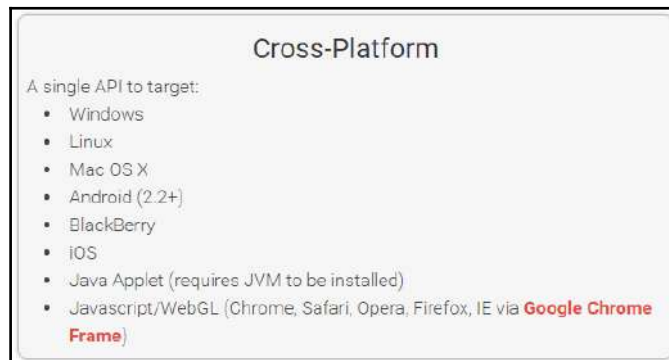 Cross-Platform
A single API to target:
• Windows
• Linux
• Mac OS X
• Android (2.2+)
• BlackBerry
• iOS
• Java Applet (requires JVM to be installed)
• Javascript/WebGL (Chrome, Safari, Opera, Firefox, IE via Google Chrome
Frame)